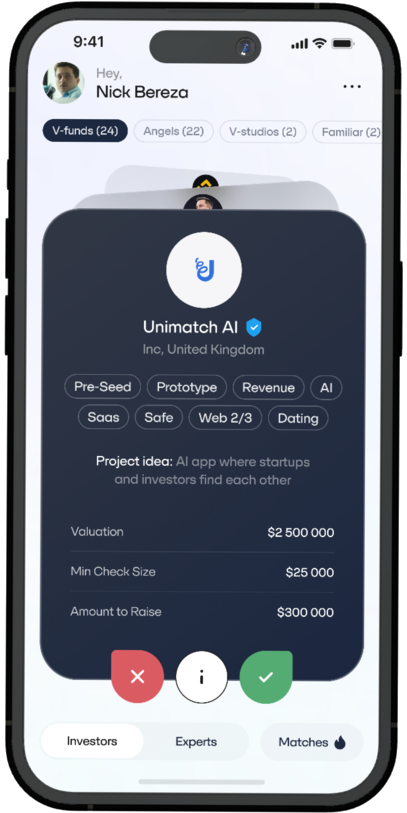 9:41
Hey,
Nick Bereza
V-funds (24) Angels (22) V-studios (2) Familiar (2)
Unimatch AI
Inc, United Kingdom
Pre-Seed Prototype Revenue AI
Saas Safe Web 2/3 Dating
Project idea: AI app where startups
and investors find each other
Valuation $2 500 000
Min Check Size $25 000
Amount to Raise $300 000
Investors Experts Matches